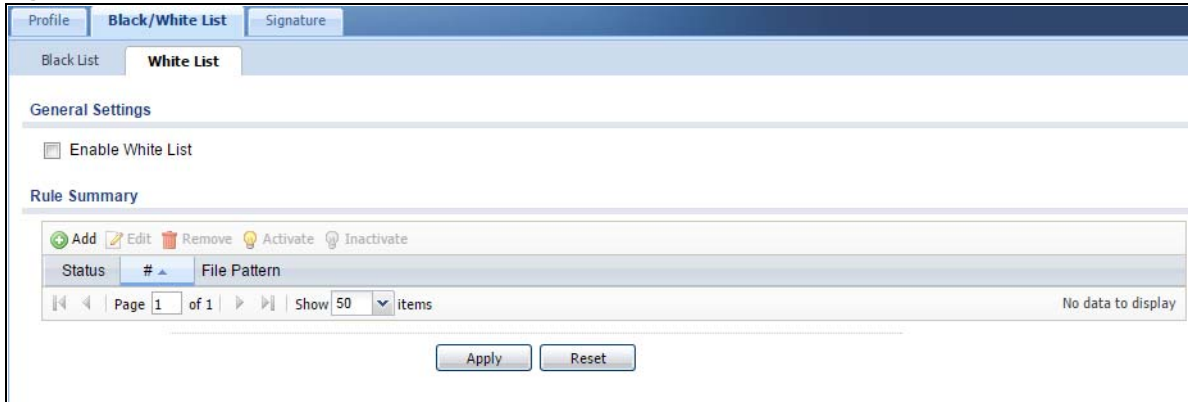 Profile Black/White List Signature
Black List White List
General Settings
Enable White List
Rule Summary
Add Edit Remove Activate Inactivate
Status # File Pattern
Page 1 of 1 Show 50 items No data to display
Apply Reset